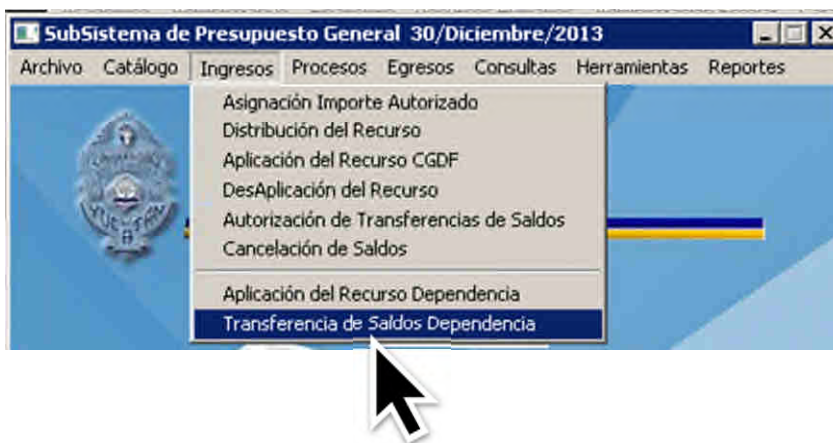 SubSistema de Presupuesto General 30/Diciembre/2013
Archivo Catálogo Ingresos Procesos Egresos Consultas Herramientas Reportes
Asignación Importe Autorizado
Distribución del Recurso
Aplicación del Recurso CGDF
DesAplicación del Recurso
Autorización de Transferencias de Saldos
Cancelación de Saldos
Aplicación del Recurso Dependencia
Transferencia de Saldos Dependencia
YUCATAN